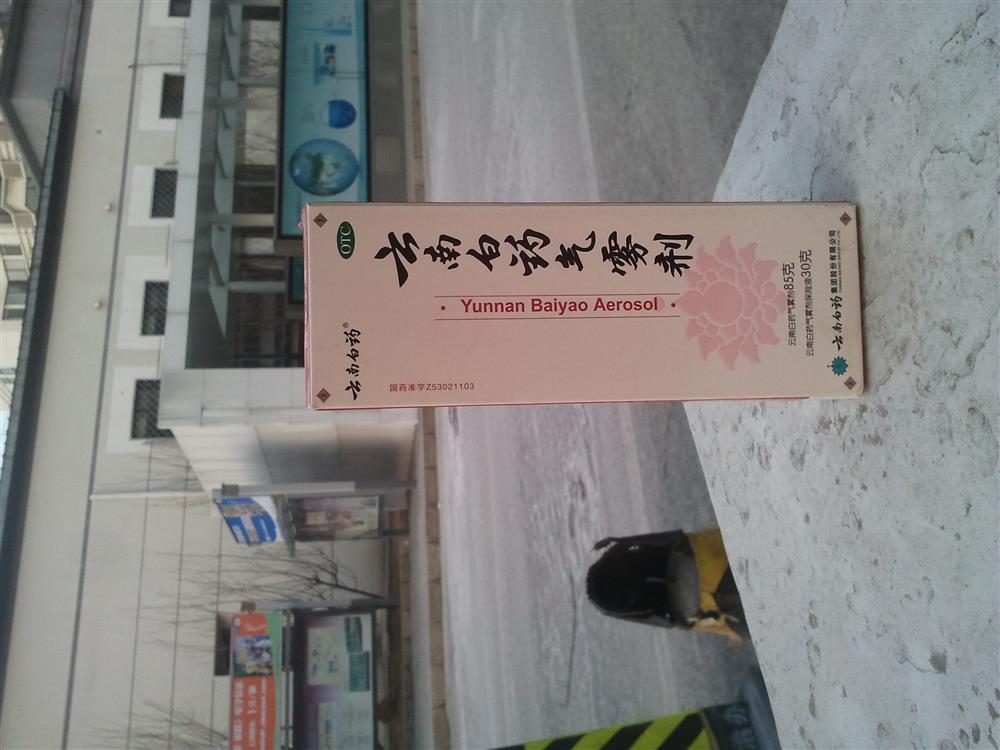 云南白药®
国药准字Z53021103
OTC
云南白药气雾剂
Yunnan Baiyao Aerosol
云南白药气雾剂85克
云南白药气雾剂保险液30克
云南白药集团股份有限公司